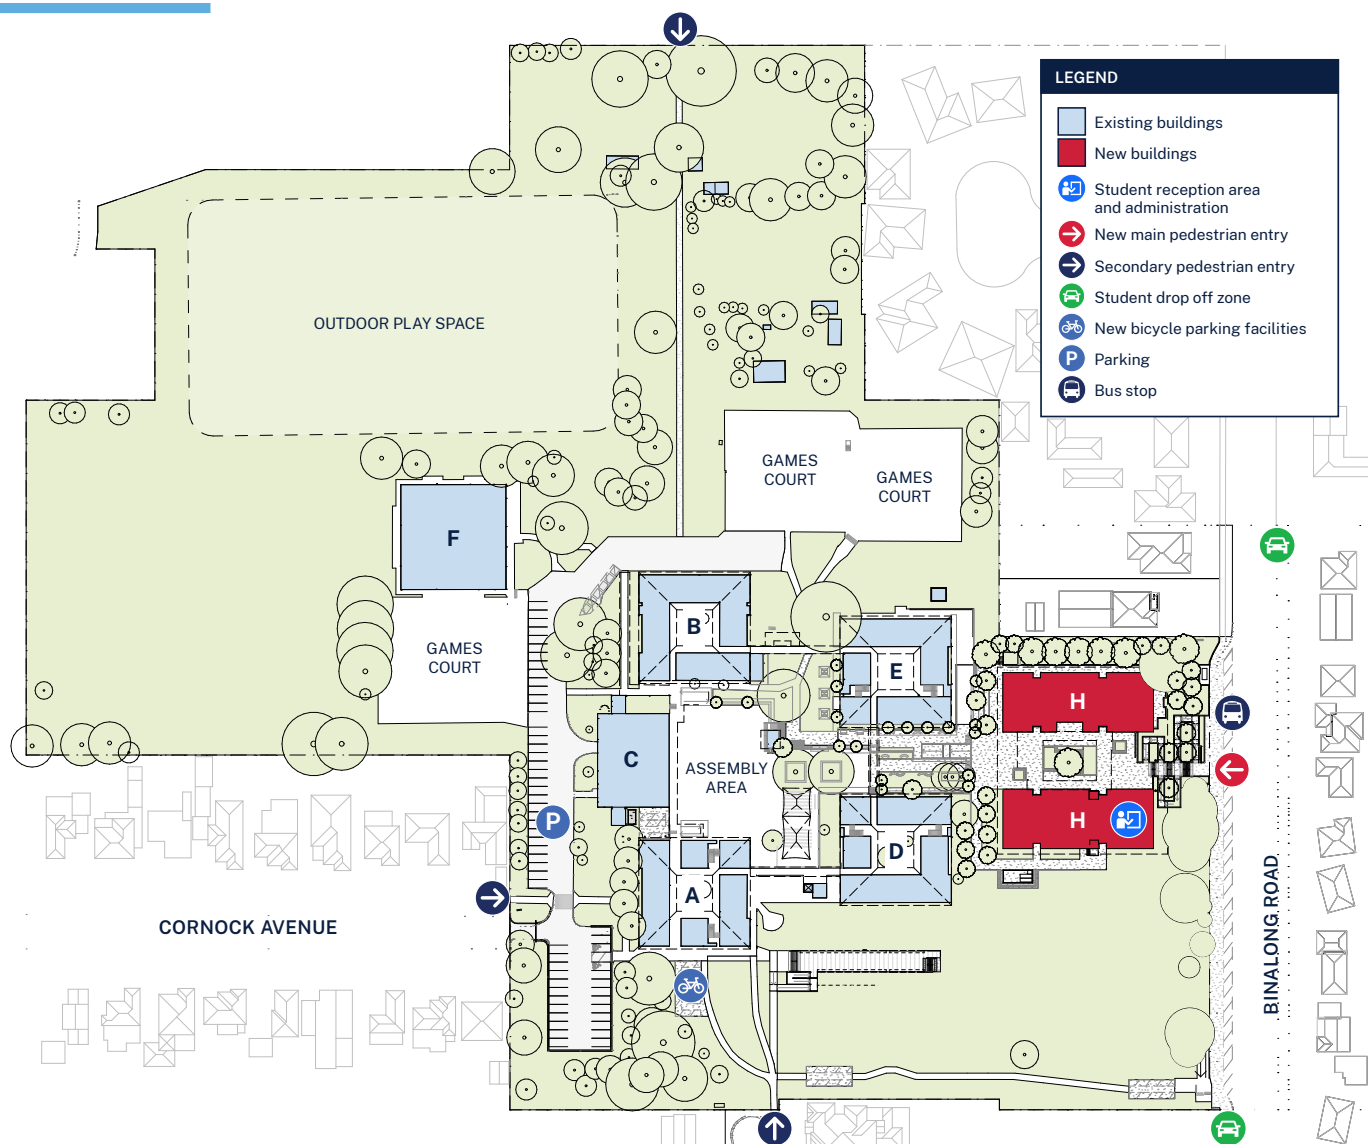 LEGEND
Existing buildings
New buildings
Student reception area
and administration
New main pedestrian entry
Secondary pedestrian entry
Student drop off zone
New bicycle parking facilities
P
Parking
Bus stop
OUTDOOR PLAY SPACE
GAMES
COURT
GAMES
COURT
F
B
GAMES
COURT
E
H
C
ASSEMBLY
AREA
P
H
D
A
CORNOCK AVENUE
BINALONG ROAD